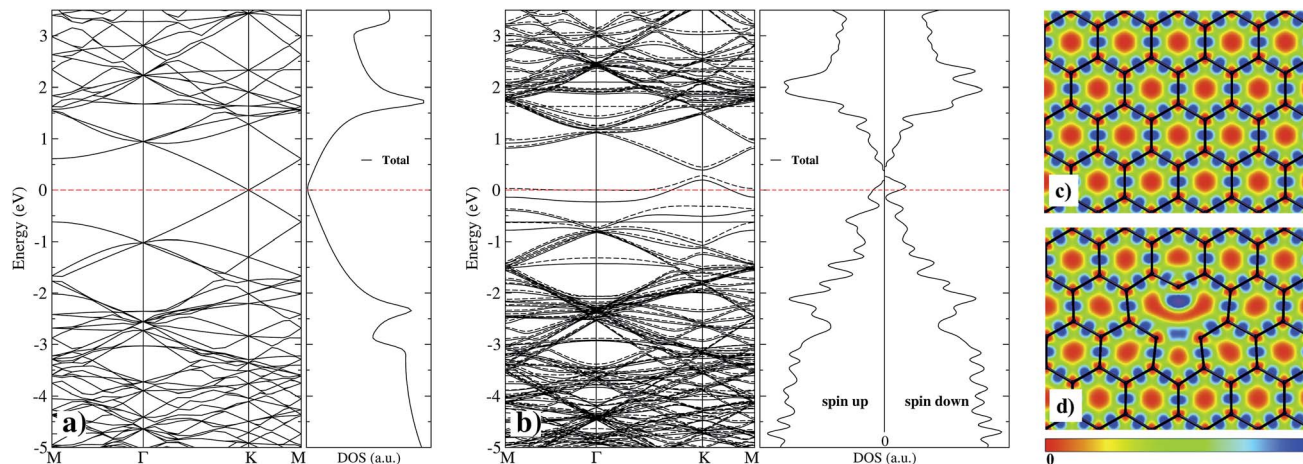 3
2
1
0
-1
-2
-3
-4
-5
Energy (eV)
Total
a)
M Γ K M
DOS (a.u.)
3
2
1
0
-1
-2
-3
-4
-5
Energy (eV)
Total
spin up
spin down
b)
M Γ K M
0
DOS (a.u.)
c)
d)
0